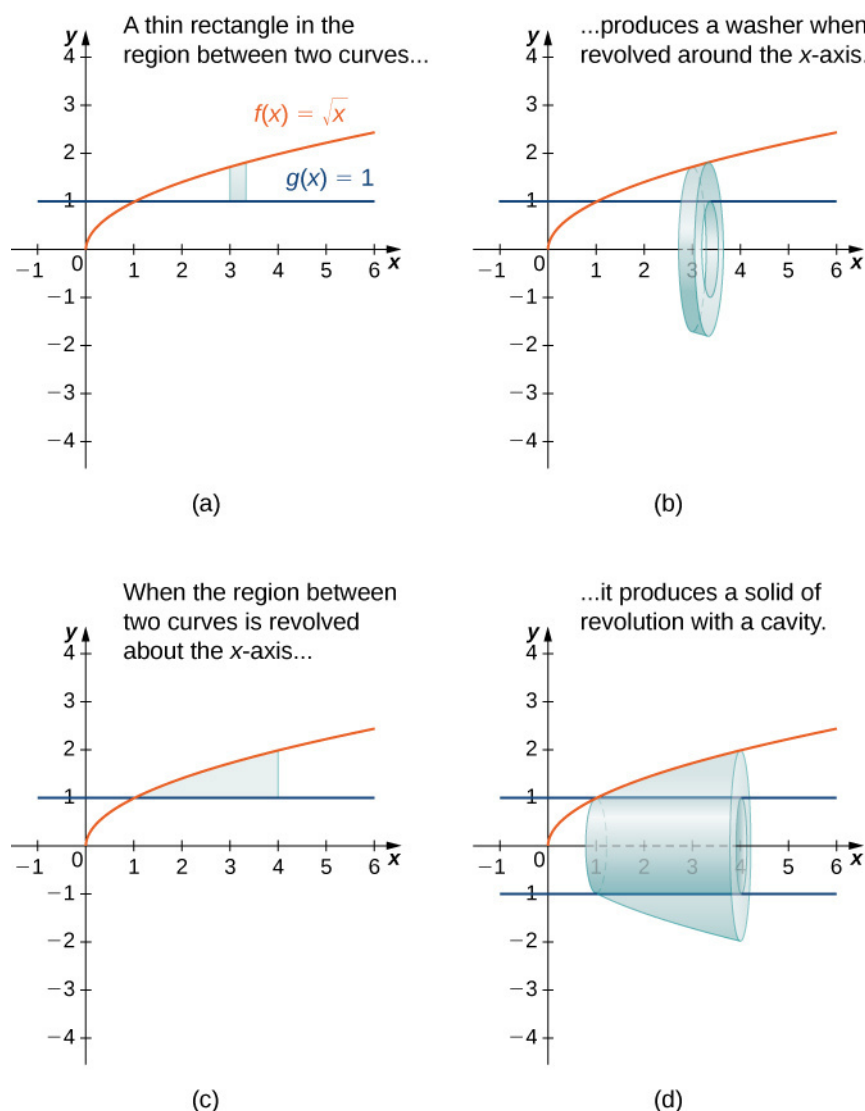 A thin rectangle in the
region between two curves...
y
4
3
2
1
0
−1
−2
−3
−4
−1
1
2
3
4
5
6
x
f(x) = √x
g(x) = 1
(a)
...produces a washer when
revolved around the x-axis.
y
4
3
2
1
0
−1
−2
−3
−4
−1
1
2
3
4
5
6
x
(b)
When the region between
two curves is revolved
about the x-axis...
y
4
3
2
1
0
−1
−2
−3
−4
−1
1
2
3
4
5
6
x
(c)
...it produces a solid of
revolution with a cavity.
y
4
3
2
1
0
1
−2
−3
−4
−1
1
2
3
4
5
6
x
(d)